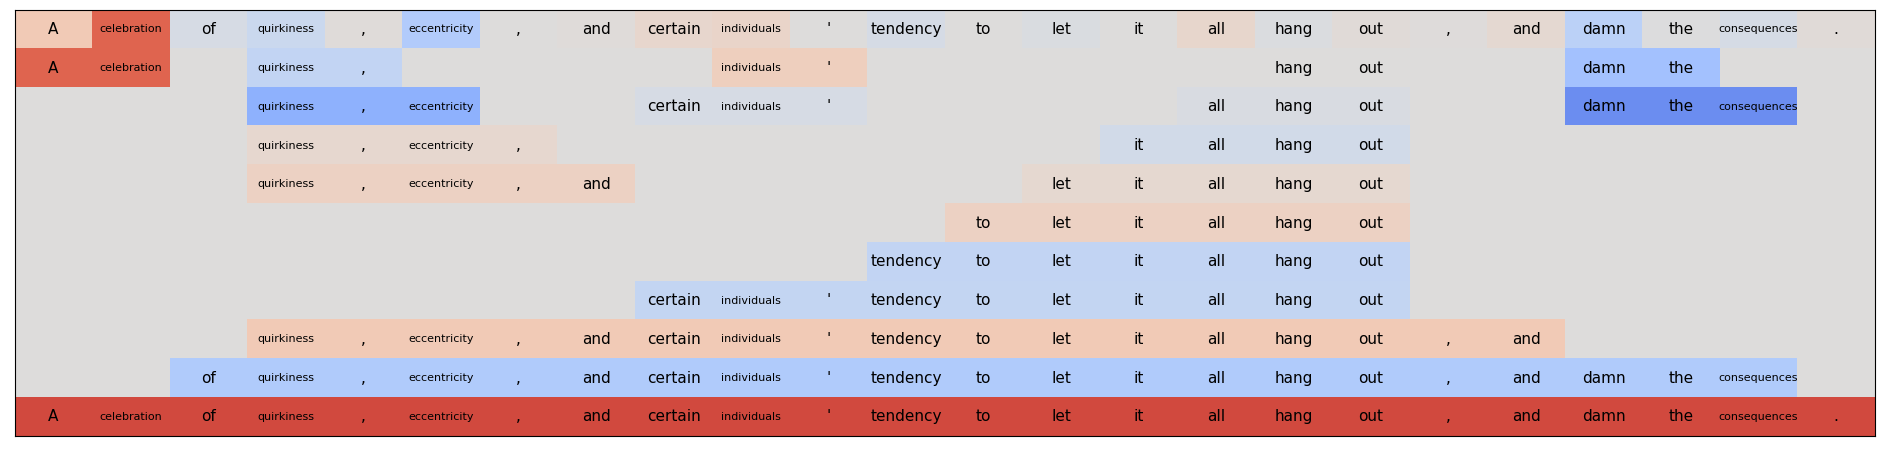 A celebration of quirkiness , eccentricity , and certain individuals ' tendency to let it all hang out , and damn the consequences .
A celebration quirkiness , individuals ' hang out damn the
quirkiness , eccentricity certain individuals ' all hang out damn the consequences
quirkiness , eccentricity , it all hang out
quirkiness , eccentricity , and let it all hang out
to let it all hang out
tendency to let it all hang out
certain individuals ' tendency to let it all hang out
quirkiness , eccentricity , and certain individuals ' tendency to let it all hang out , and
of quirkiness , eccentricity , and certain individuals ' tendency to let it all hang out , and damn the consequences
A celebration of quirkiness , eccentricity , and certain individuals ' tendency to let it all hang out , and damn the consequences .